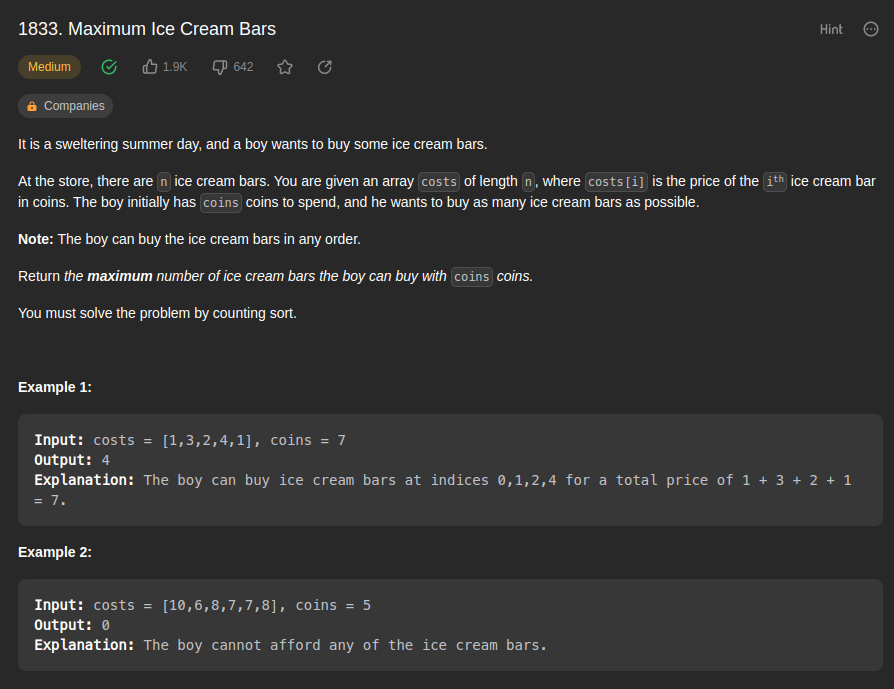 1833. Maximum Ice Cream Bars
Hint
Medium
1.9K
642
Companies
It is a sweltering summer day, and a boy wants to buy some ice cream bars.
At the store, there are n ice cream bars. You are given an array costs of length n, where costs[i] is the price of the ith ice cream bar
in coins. The boy initially has coins coins to spend, and he wants to buy as many ice cream bars as possible.
Note: The boy can buy the ice cream bars in any order.
Return the maximum number of ice cream bars the boy can buy with coins coins.
You must solve the problem by counting sort.
Example 1:
Input: costs = [1,3,2,4,1], coins = 7
Output: 4
Explanation: The boy can buy ice cream bars at indices 0,1,2,4 for a total price of 1 + 3 + 2 + 1
= 7.
Example 2:
Input: costs = [10,6,8,7,7,8], coins = 5
Output: 0
Explanation: The boy cannot afford any of the ice cream bars.